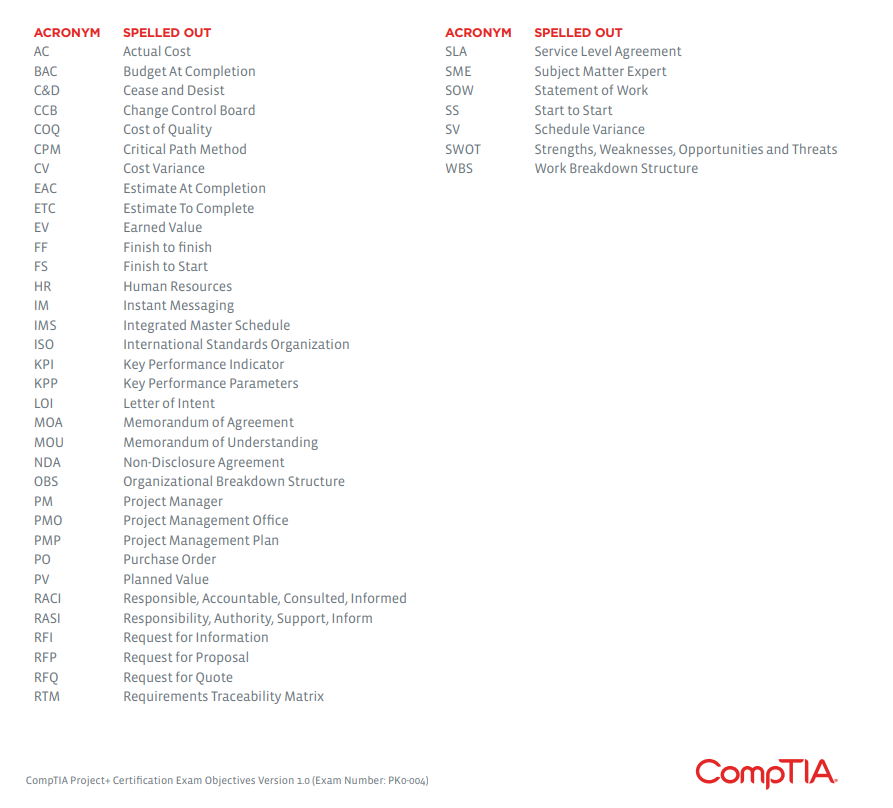 ACRONYM SPELLED OUT
AC Actual Cost
BAC Budget At Completion
C&D Cease and Desist
CCB Change Control Board
COQ Cost of Quality
CPM Critical Path Method
CV Cost Variance
EAC Estimate At Completion
ETC Estimate To Complete
EV Earned Value
FF Finish to finish
FS Finish to Start
HR Human Resources
IM Instant Messaging
IMS Integrated Master Schedule
ISO International Standards Organization
KPI Key Performance Indicator
KPP Key Performance Parameters
LOI Letter of Intent
MOA Memorandum of Agreement
MOU Memorandum of Understanding
NDA Non-Disclosure Agreement
OBS Organizational Breakdown Structure
PM Project Manager
PMO Project Management Office
PMP Project Management Plan
PO Purchase Order
PV Planned Value
RACI Responsible, Accountable, Consulted, Informed
RASI Responsibility, Authority, Support, Inform
RFI Request for Information
RFP Request for Proposal
RFQ Request for Quote
RTM Requirements Traceability Matrix
ACRONYM SPELLED OUT
SLA Service Level Agreement
SME Subject Matter Expert
SOW Statement of Work
SS Start to Start
SV Schedule Variance
SWOT Strengths, Weaknesses, Opportunities and Threats
WBS Work Breakdown Structure
CompTIA Project+ Certification Exam Objectives Version 1.0 (Exam Number: PK0-004)
CompTIA.